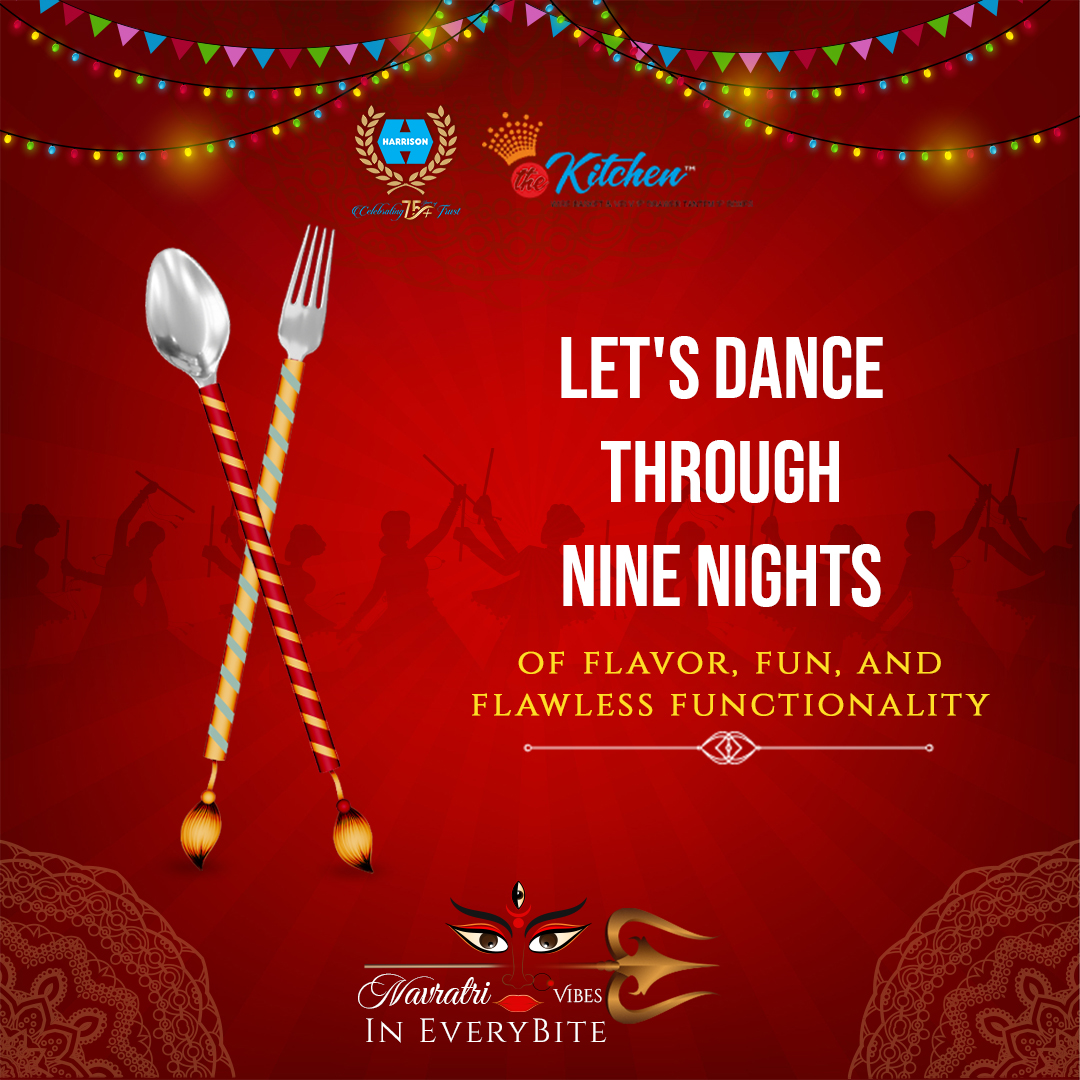 HARRISON
Celebrating 75+ Trust
the Kitchen™
LET'S DANCE
THROUGH
NINE NIGHTS
OF FLAVOR, FUN, AND
FLAWLESS FUNCTIONALITY
Navratri VIBES
IN EVERYBITE